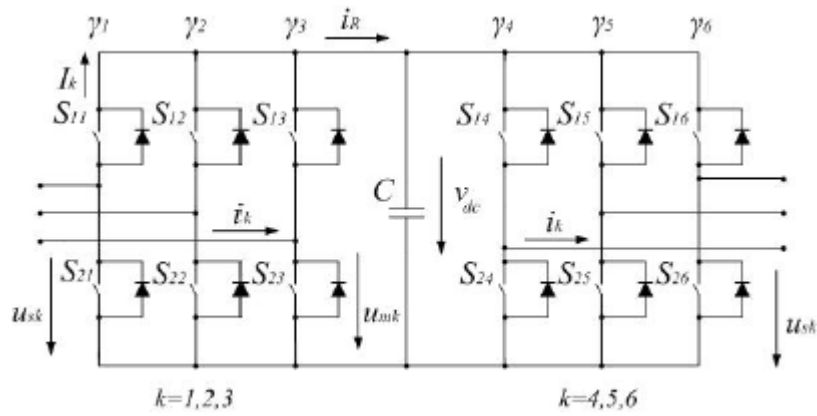 γ1 γ2 γ3 iR γ4 γ5 γ6
Ik
S11 S12 S13 S14 S15 S16
C vdc
ik ik
S21 S22 S23 S24 S25 S26
usk umk usk
k=1,2,3 k=4,5,6